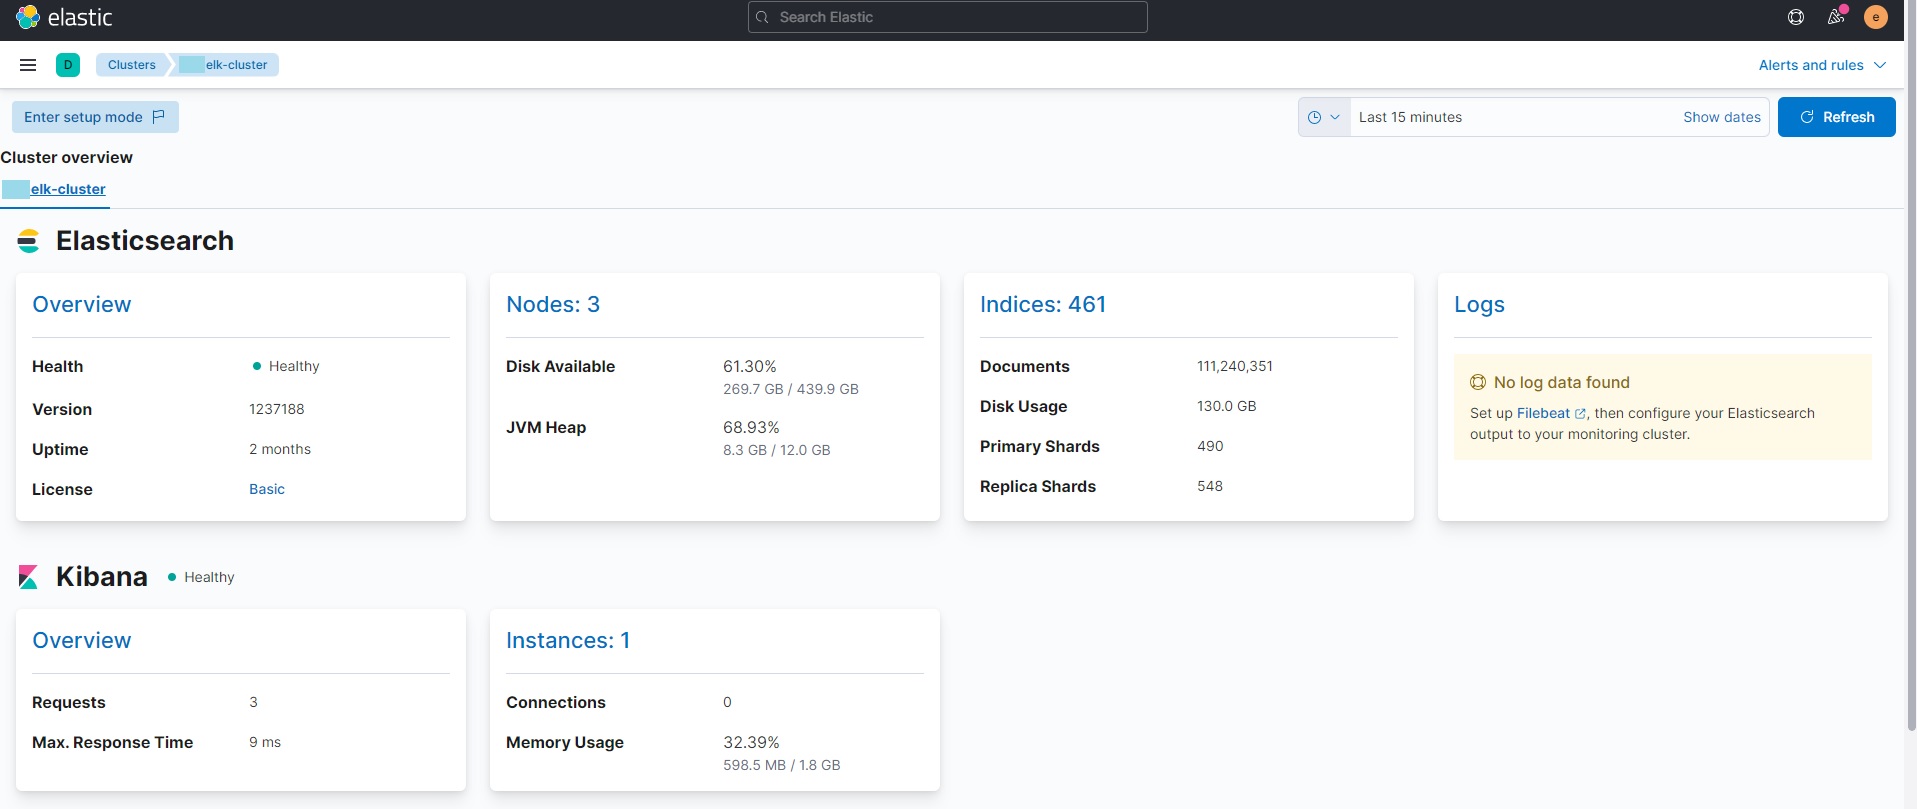 elastic
Search Elastic
e
D
Clusters
elk-cluster
Alerts and rules
Enter setup mode
Last 15 minutes
Show dates
Refresh
Cluster overview
elk-cluster
Elasticsearch
Overview
Health
Healthy
Version
1237188
Uptime
2 months
License
Basic
Nodes: 3
Disk Available
61.30%
269.7 GB / 439.9 GB
JVM Heap
68.93%
8.3 GB / 12.0 GB
Indices: 461
Documents
111,240,351
Disk Usage
130.0 GB
Primary Shards
490
Replica Shards
548
Logs
No log data found
Set up Filebeat , then configure your Elasticsearch
output to your monitoring cluster.
Kibana
Healthy
Overview
Requests
3
Max. Response Time
9 ms
Instances: 1
Connections
0
Memory Usage
32.39%
598.5 MB / 1.8 GB